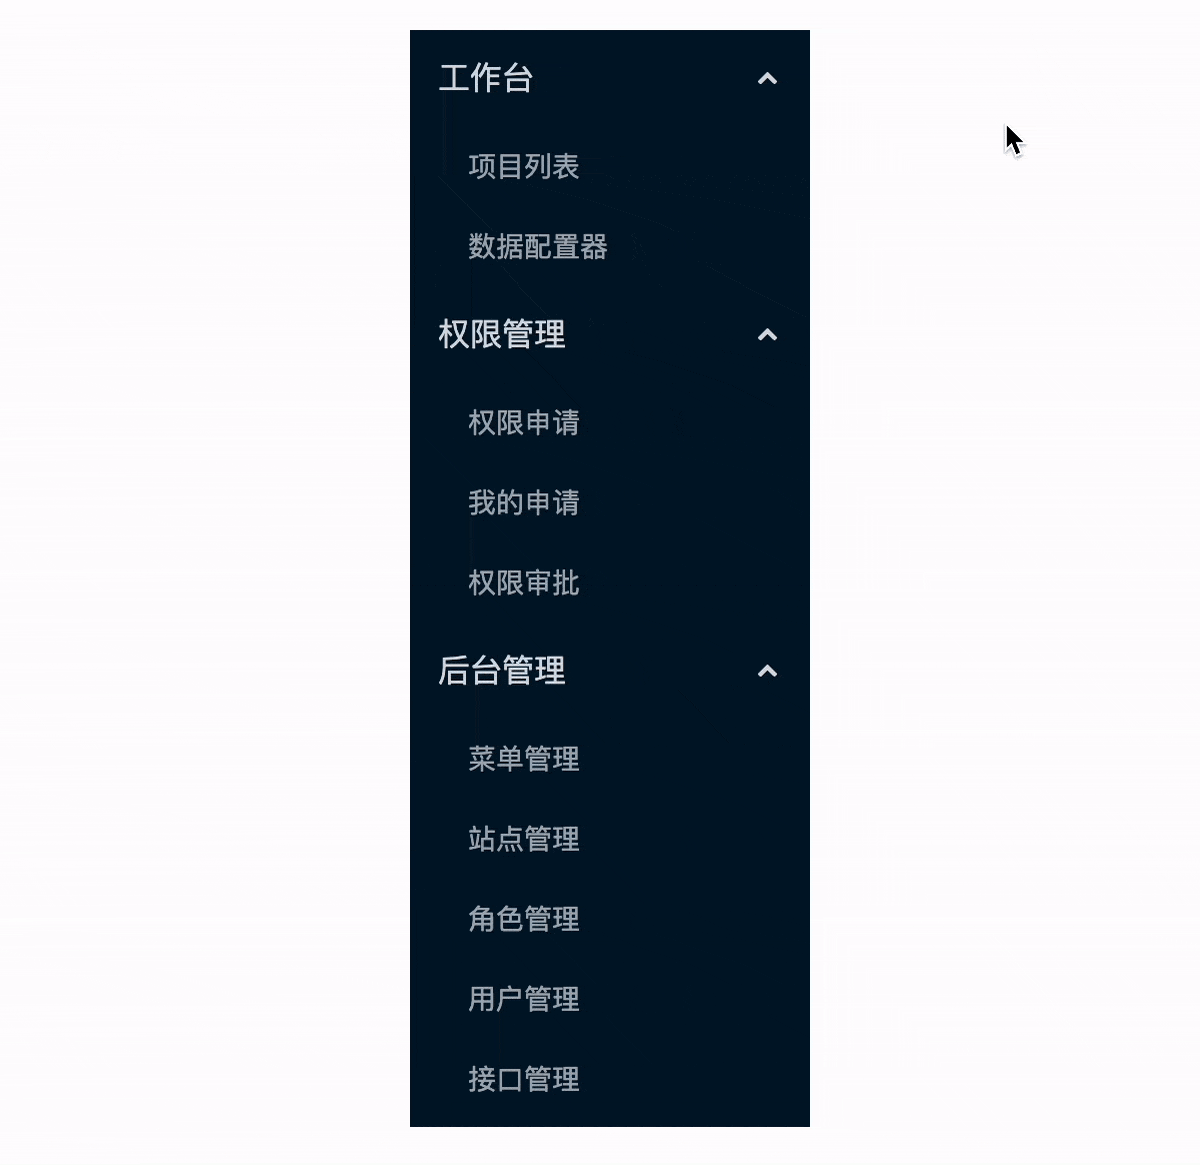 工作台
项目列表
数据配置器
权限管理
权限申请
我的申请
权限审批
后台管理
菜单管理
站点管理
角色管理
用户管理
接口管理